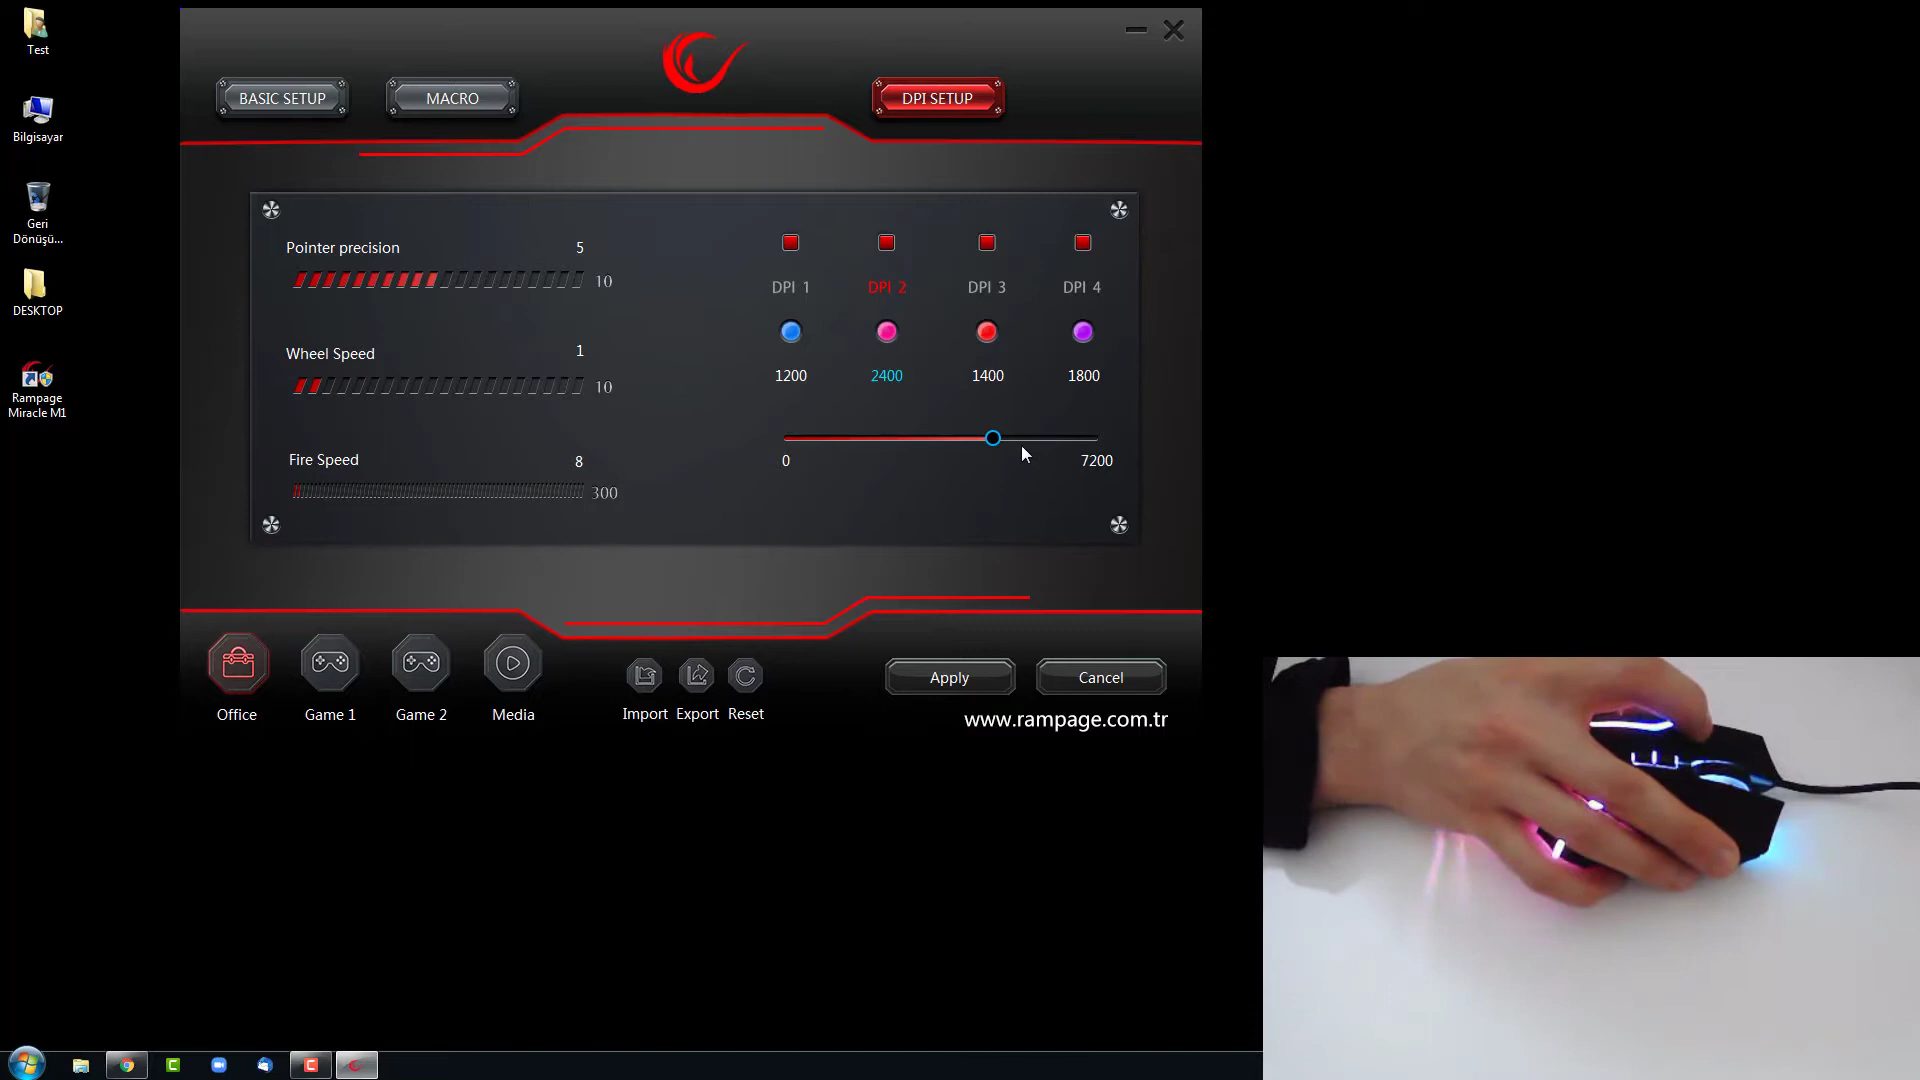 Test
Bilgisayar
Geri
Dönüşü...
DESKTOP
Rampage
Miracle M1
BASIC SETUP
MACRO
DPI SETUP
Pointer precision
5
10
Wheel Speed
1
10
Fire Speed
8
300
DPI 1
DPI 2
DPI 3
DPI 4
1200
2400
1400
1800
0
7200
Office
Game 1
Game 2
Media
Import
Export
Reset
Apply
Cancel
www.rampage.com.tr